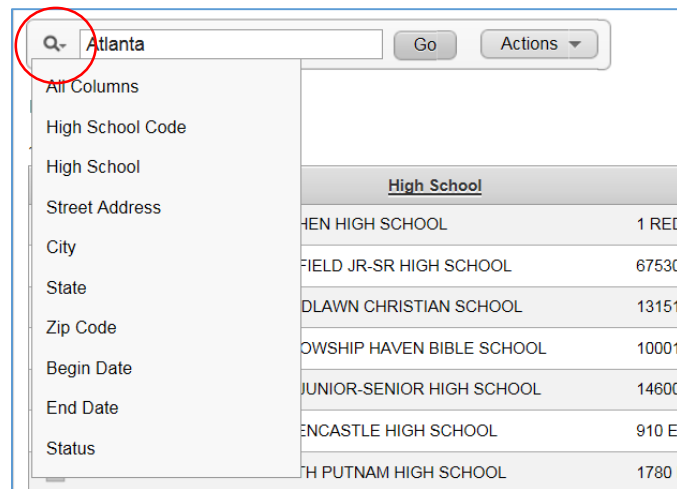 Atlanta Go Actions
All Columns
High School Code
High School
Street Address
City
State
Zip Code
Begin Date
End Date
Status
High School
HEN HIGH SCHOOL 1 RED
FIELD JR-SR HIGH SCHOOL 67530
DLAWN CHRISTIAN SCHOOL 13151
OWSHIP HAVEN BIBLE SCHOOL 10001
JUNIOR-SENIOR HIGH SCHOOL 14600
ENCASTLE HIGH SCHOOL 910 E
TH PUTNAM HIGH SCHOOL 1780